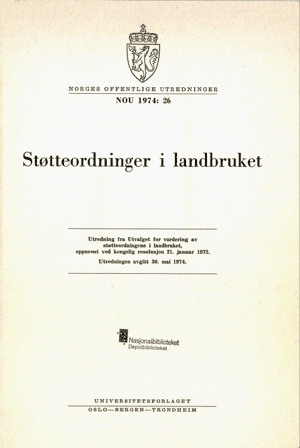 NORGES OFFENTLIGE UTREDNINGER
NOU 1974: 26
Støtteordninger i landbruket
Utredning fra Utvalget for vurdering av
støtteordningene i landbruket,
oppnevnt ved kongelig resolusjon 21. januar 1972.
Utredningen avgitt 30. mai 1974.
Nasjonalbiblioteket
Depotbiblioteket
UNIVERSITETSFORLAGET
OSLO—BERGEN—TRONDHEIM